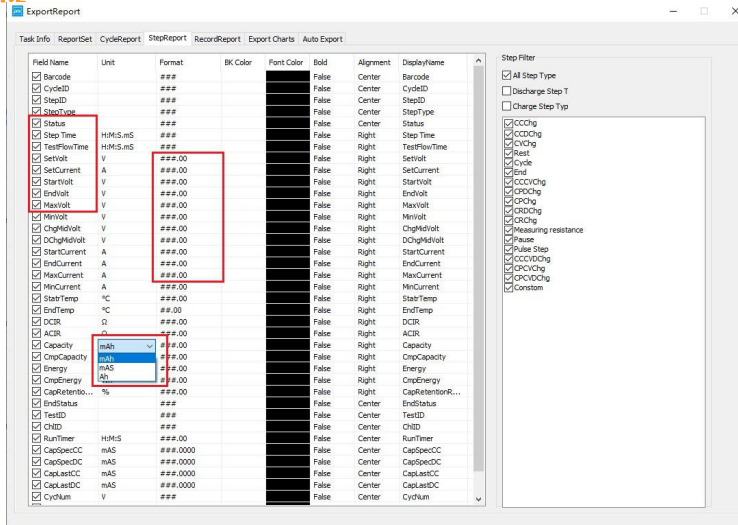 ExportReport
Task Info ReportSet CycleReport StepReport RecordReport Export Charts Auto Export
Field Name Unit Format BK Color Font Color Bold Alignment DisplayName
Barcode ### False Center Barcode
CycleID ### False Center CycleID
StepID ### False Center StepID
StepType ### False Center StepType
Status ### False Center Status
Step Time H:M:S.mS ### False Right Step Time
TestFlowTime H:M:S.mS ### False Right TestFlowTime
SetVolt V ###.00 False Right SetVolt
SetCurrent A ###.00 False Right SetCurrent
StartVolt V ###.00 False Right StartVolt
EndVolt V ###.00 False Right EndVolt
MaxVolt V ###.00 False Right MaxVolt
MinVolt V ###.00 False Right MinVolt
ChgMidVolt V ###.00 False Right ChgMidVolt
DChgMidVolt V ###.00 False Right DChgMidVolt
StartCurrent A ###.00 False Right StartCurrent
EndCurrent A ###.00 False Right EndCurrent
MaxCurrent A ###.00 False Right MaxCurrent
MinCurrent A ###.00 False Right MinCurrent
StatrTemp °C ###.00 False Right StatrTemp
EndTemp °C ##.00 False Right EndTemp
DCIR Ω ###.00 False Right DCIR
ACIR Ω ###.00 False Right ACIR
Capacity mAh ###.00 False Right Capacity
CmpCapacity mAh ###.00 False Right CmpCapacity
Energy mAS ###.00 False Right Energy
CmpEnergy Ah ###.00 False Right CmpEnergy
CapRetentio... % ###.00 False Right CapRetentionR...
EndStatus ### False Center EndStatus
TestID ### False Center TestID
ChlID ### False Center ChlID
RunTimer H:M:S ###.00 False Right RunTimer
CapSpecCC mAS ###.0000 False Center CapSpecCC
CapSpecDC mAS ###.0000 False Center CapSpecDC
CapLastCC mAS ###.0000 False Center CapLastCC
CapLastDC mAS ###.0000 False Center CapLastDC
CycNum V ### False Center CycNum
Step Filter
All Step Type
Discharge Step T
Charge Step Typ
CCChg
CCDChg
CVChg
Rest
Cycle
End
CCCVChg
CPDChg
CPChg
CRDChg
CRChg
Measuring resistance
Pause
Pulse Step
CCCVDChg
CPCVChg
CPCVDChg
Constom